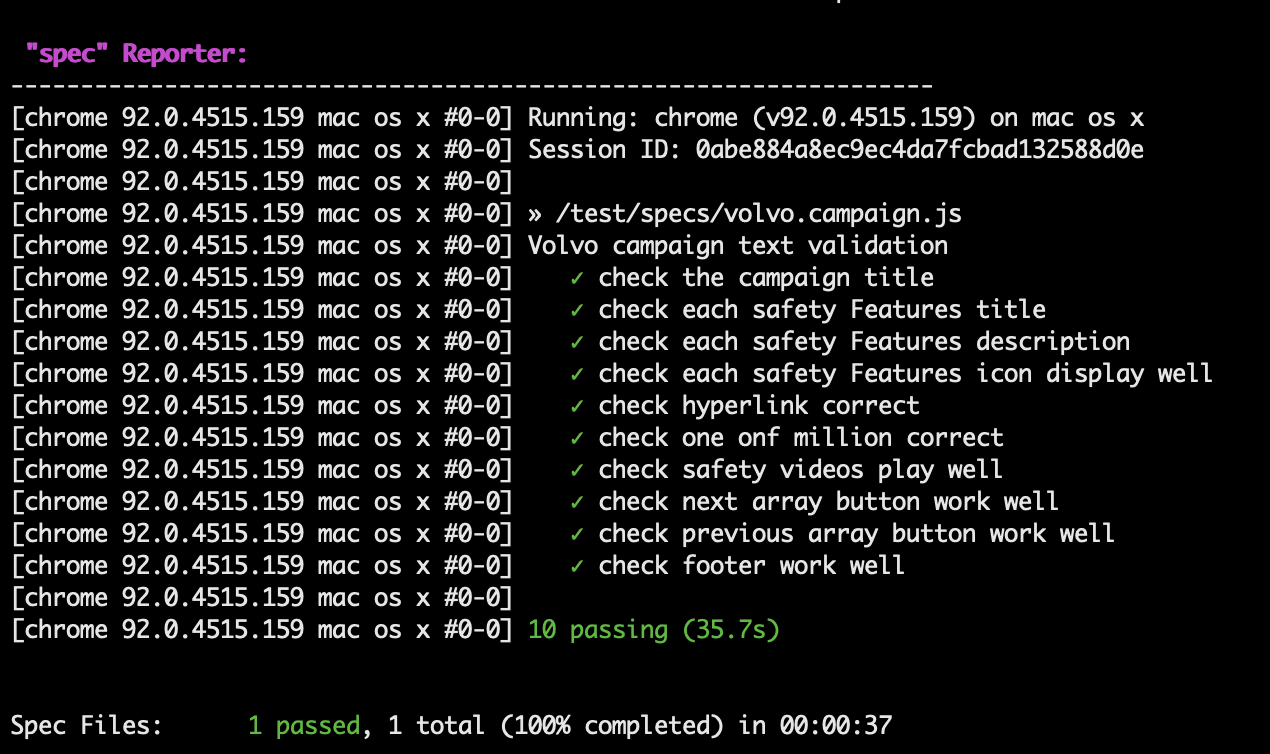 "spec" Reporter:
------------------------------------------------------------------
[chrome 92.0.4515.159 mac os x #0-0] Running: chrome (v92.0.4515.159) on mac os x
[chrome 92.0.4515.159 mac os x #0-0] Session ID: 0abe884a8ec9ec4da7fcbad132588d0e
[chrome 92.0.4515.159 mac os x #0-0]
[chrome 92.0.4515.159 mac os x #0-0] » /test/specs/volvo.campaign.js
[chrome 92.0.4515.159 mac os x #0-0] Volvo campaign text validation
[chrome 92.0.4515.159 mac os x #0-0]    ✓ check the campaign title
[chrome 92.0.4515.159 mac os x #0-0]    ✓ check each safety Features title
[chrome 92.0.4515.159 mac os x #0-0]    ✓ check each safety Features description
[chrome 92.0.4515.159 mac os x #0-0]    ✓ check each safety Features icon display well
[chrome 92.0.4515.159 mac os x #0-0]    ✓ check hyperlink correct
[chrome 92.0.4515.159 mac os x #0-0]    ✓ check one onf million correct
[chrome 92.0.4515.159 mac os x #0-0]    ✓ check safety videos play well
[chrome 92.0.4515.159 mac os x #0-0]    ✓ check next array button work well
[chrome 92.0.4515.159 mac os x #0-0]    ✓ check previous array button work well
[chrome 92.0.4515.159 mac os x #0-0]    ✓ check footer work well
[chrome 92.0.4515.159 mac os x #0-0]
[chrome 92.0.4515.159 mac os x #0-0] 10 passing (35.7s)
Spec Files:      1 passed, 1 total (100% completed) in 00:00:37